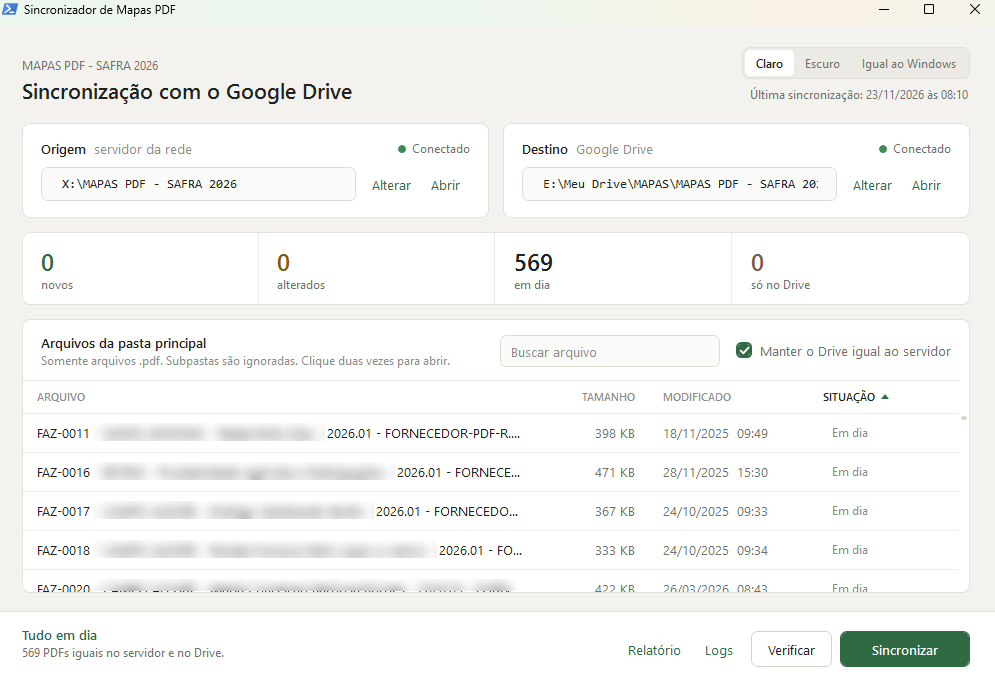 Sincronizador de Mapas PDF
MAPAS PDF - SAFRA 2026
Sincronização com o Google Drive
Claro Escuro Igual ao Windows
Última sincronização: 23/11/2026 às 08:10
Origem servidor da rede Conectado
X:\MAPAS PDF - SAFRA 2026 Alterar Abrir
Destino Google Drive Conectado
E:\Meu Drive\MAPAS\MAPAS PDF - SAFRA 202 Alterar Abrir
0
novos
0
alterados
569
em dia
0
só no Drive
Arquivos da pasta principal
Somente arquivos .pdf. Subpastas são ignoradas. Clique duas vezes para abrir.
Buscar arquivo
Manter o Drive igual ao servidor
ARQUIVO TAMANHO MODIFICADO SITUAÇÃO
FAZ-0011 2026.01 - FORNECEDOR-PDF-R.... 398 KB 18/11/2025 09:49 Em dia
FAZ-0016 2026.01 - FORNECE... 471 KB 28/11/2025 15:30 Em dia
FAZ-0017 2026.01 - FORNECEDO... 367 KB 24/10/2025 09:33 Em dia
FAZ-0018 2026.01 - FO... 333 KB 24/10/2025 09:34 Em dia
FAZ-0020 422 KB 26/03/2026 08:43 Em dia
Tudo em dia
569 PDFs iguais no servidor e no Drive.
Relatório Logs Verificar Sincronizar